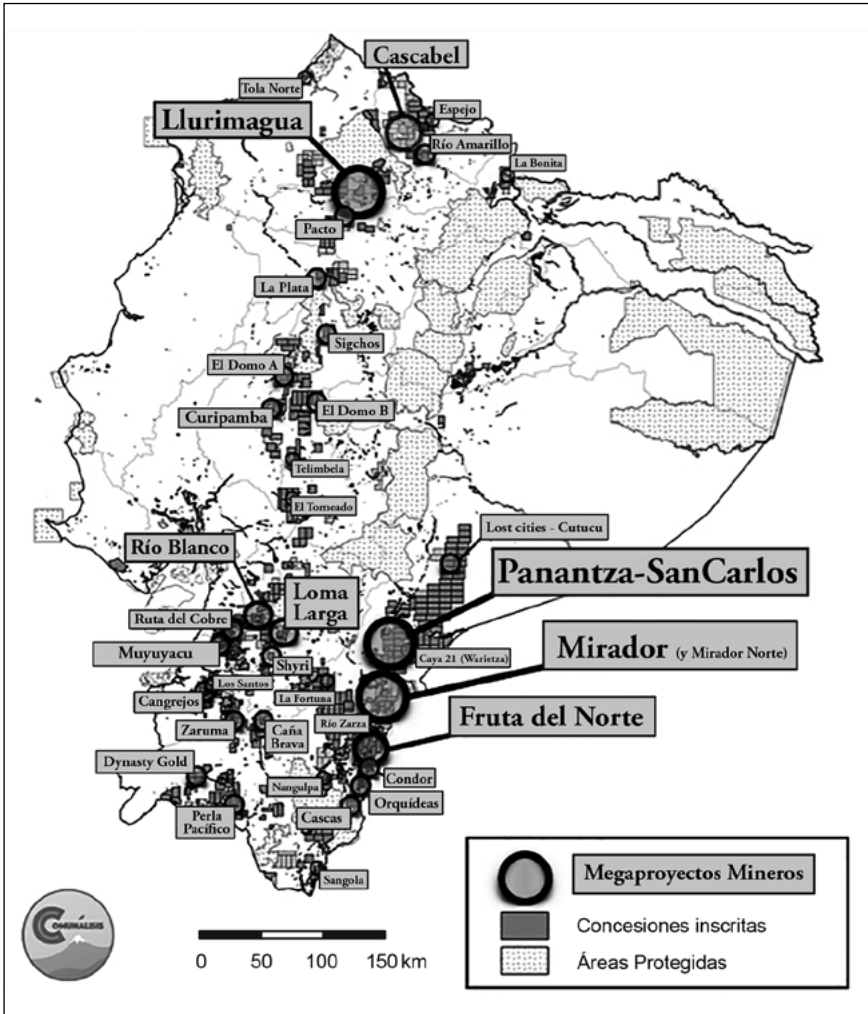 Cascabel
Tola Norte
Espejo
Llurimagua
Río Amarillo
La Bonita
Pacto
La Plata
Sigchos
El Domo A
Curipamba
El Domo B
Telimbela
El Torneado
Lost cities - Cutucu
Río Blanco
Panantza-SanCarlos
Loma
Larga
Ruta del Cobre
Muyuyacu
Caya 21 (Warietza)
Mirador (y Mirador Norte)
Shyri
Los Santos
Cangrejos
La Fortuna
Fruta del Norte
Río Zarza
Zaruma
Caña
Brava
Dynasty Gold
Nangulpa
Condor
Orquídeas
Perla
Pacífico
Cascas
Sangola
Megaproyectos Mineros
Concesiones inscritas
Áreas Protegidas
COMUNÁLISIS
0 50 100 150 km